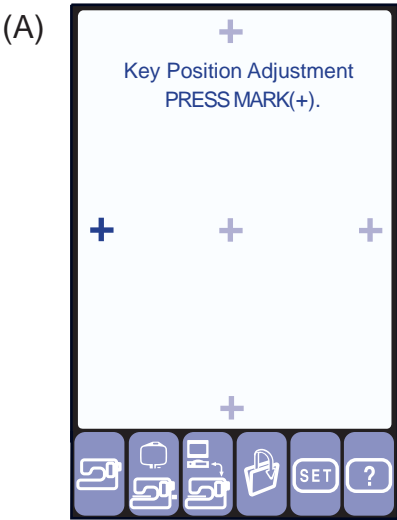 (A)
+
Key Position Adjustment
PRESS MARK(+).
+ + +
+
SET ?